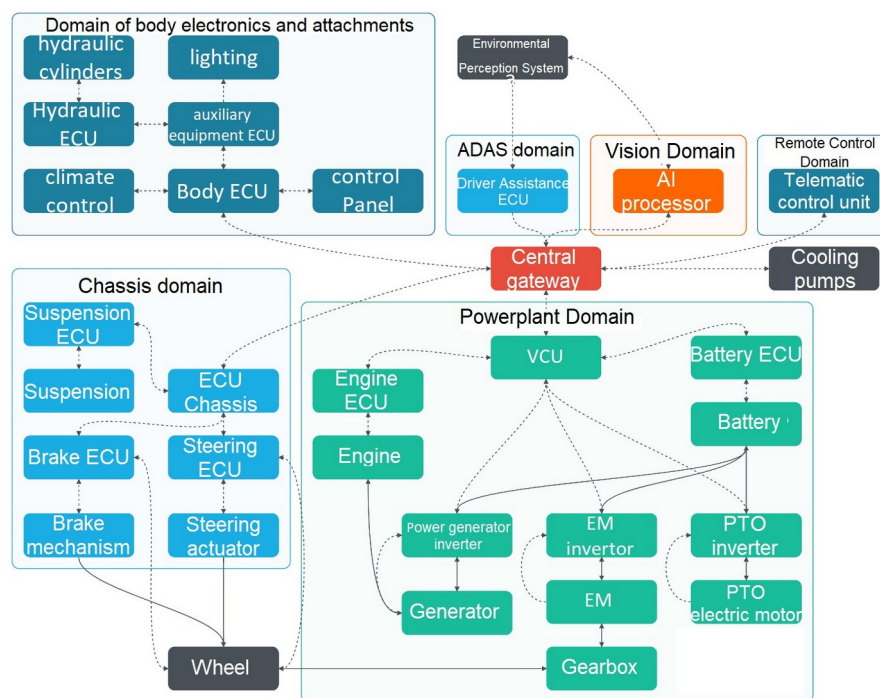 Domain of body electronics and attachments
hydraulic
cylinders
lighting
Hydraulic
ECU
auxiliary
equipment ECU
climate
control
Body ECU
control
Panel
Environmental
Perception System
ADAS domain
Driver Assistance
ECU
Vision Domain
AI
processor
Remote Control
Domain
Telematic
control unit
Central
gateway
Cooling
pumps
Chassis domain
Suspension
ECU
Suspension
ECU
Chassis
Brake ECU
Steering
ECU
Brake
mechanism
Steering
actuator
Wheel
Powerplant Domain
VCU
Engine
ECU
Battery ECU
Engine
Battery
Power generator
inverter
EM
invertor
PTO
inverter
Generator
EM
PTO
electric motor
Gearbox